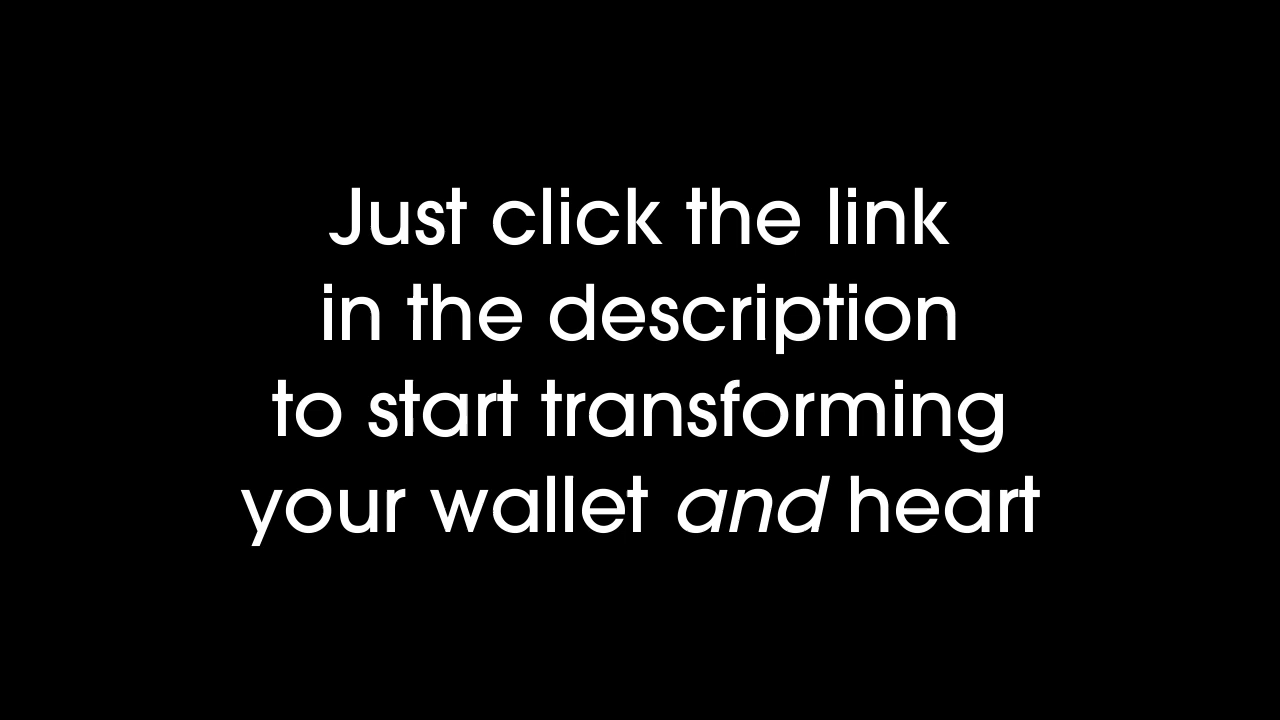 Just click the link
in the description
to start transforming
your wallet and heart